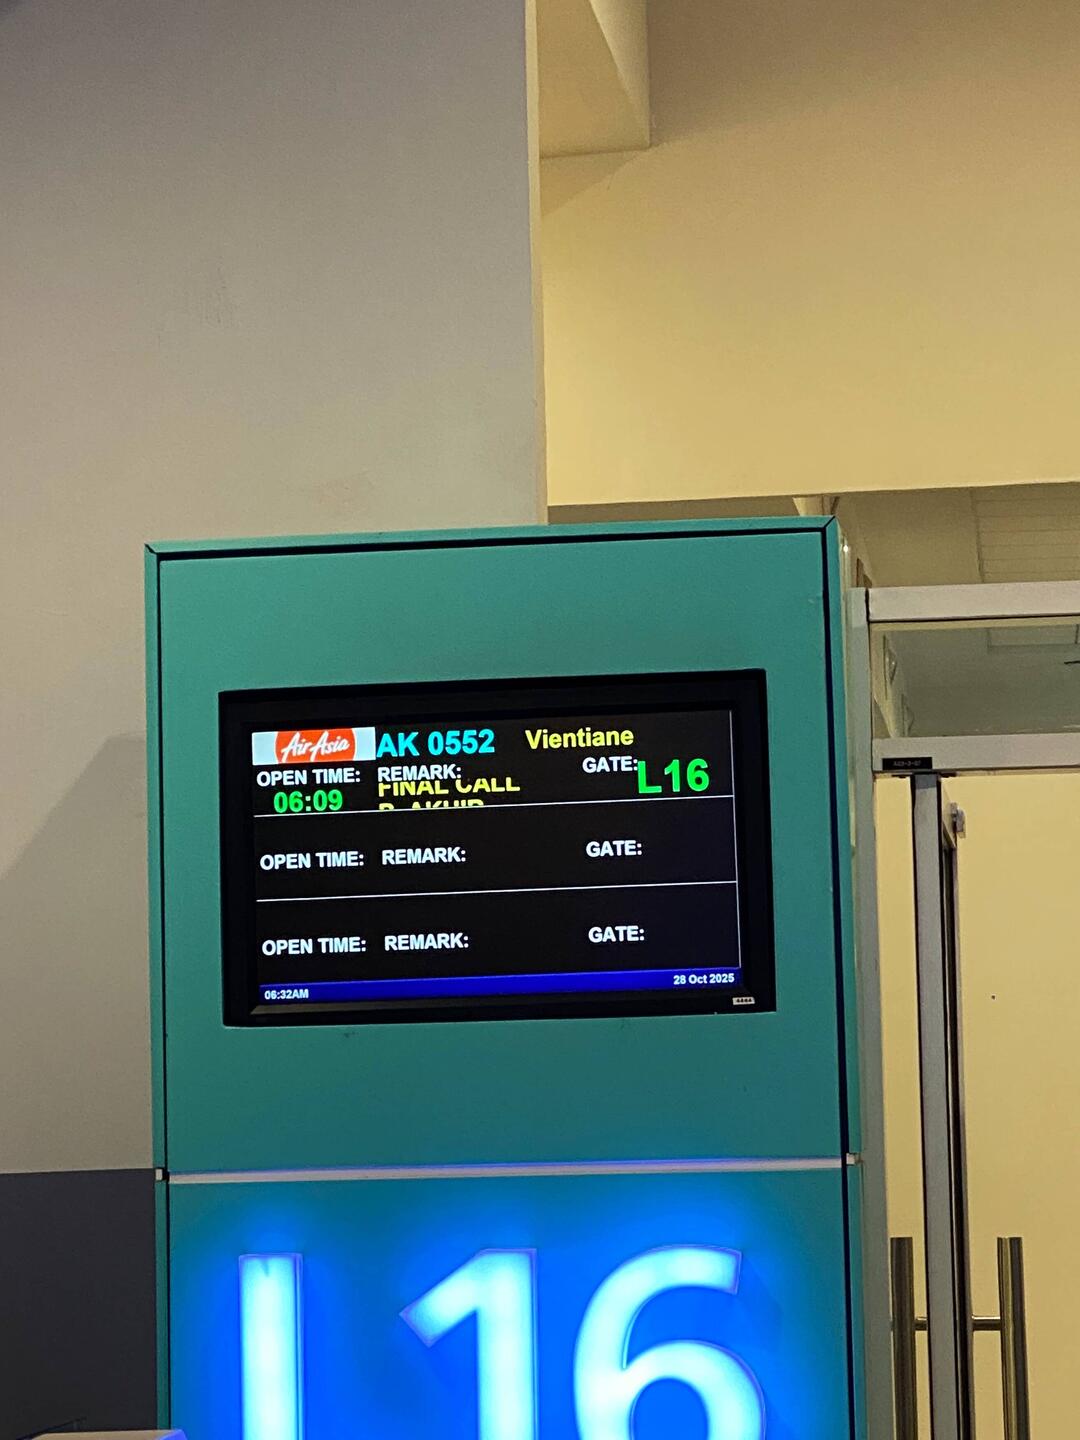 AirAsia AK 0552 Vientiane
OPEN TIME: REMARK: GATE:
06:09 FINAL CALL L16
OPEN TIME: REMARK: GATE:
OPEN TIME: REMARK: GATE:
06:32AM 28 Oct 2025
L16